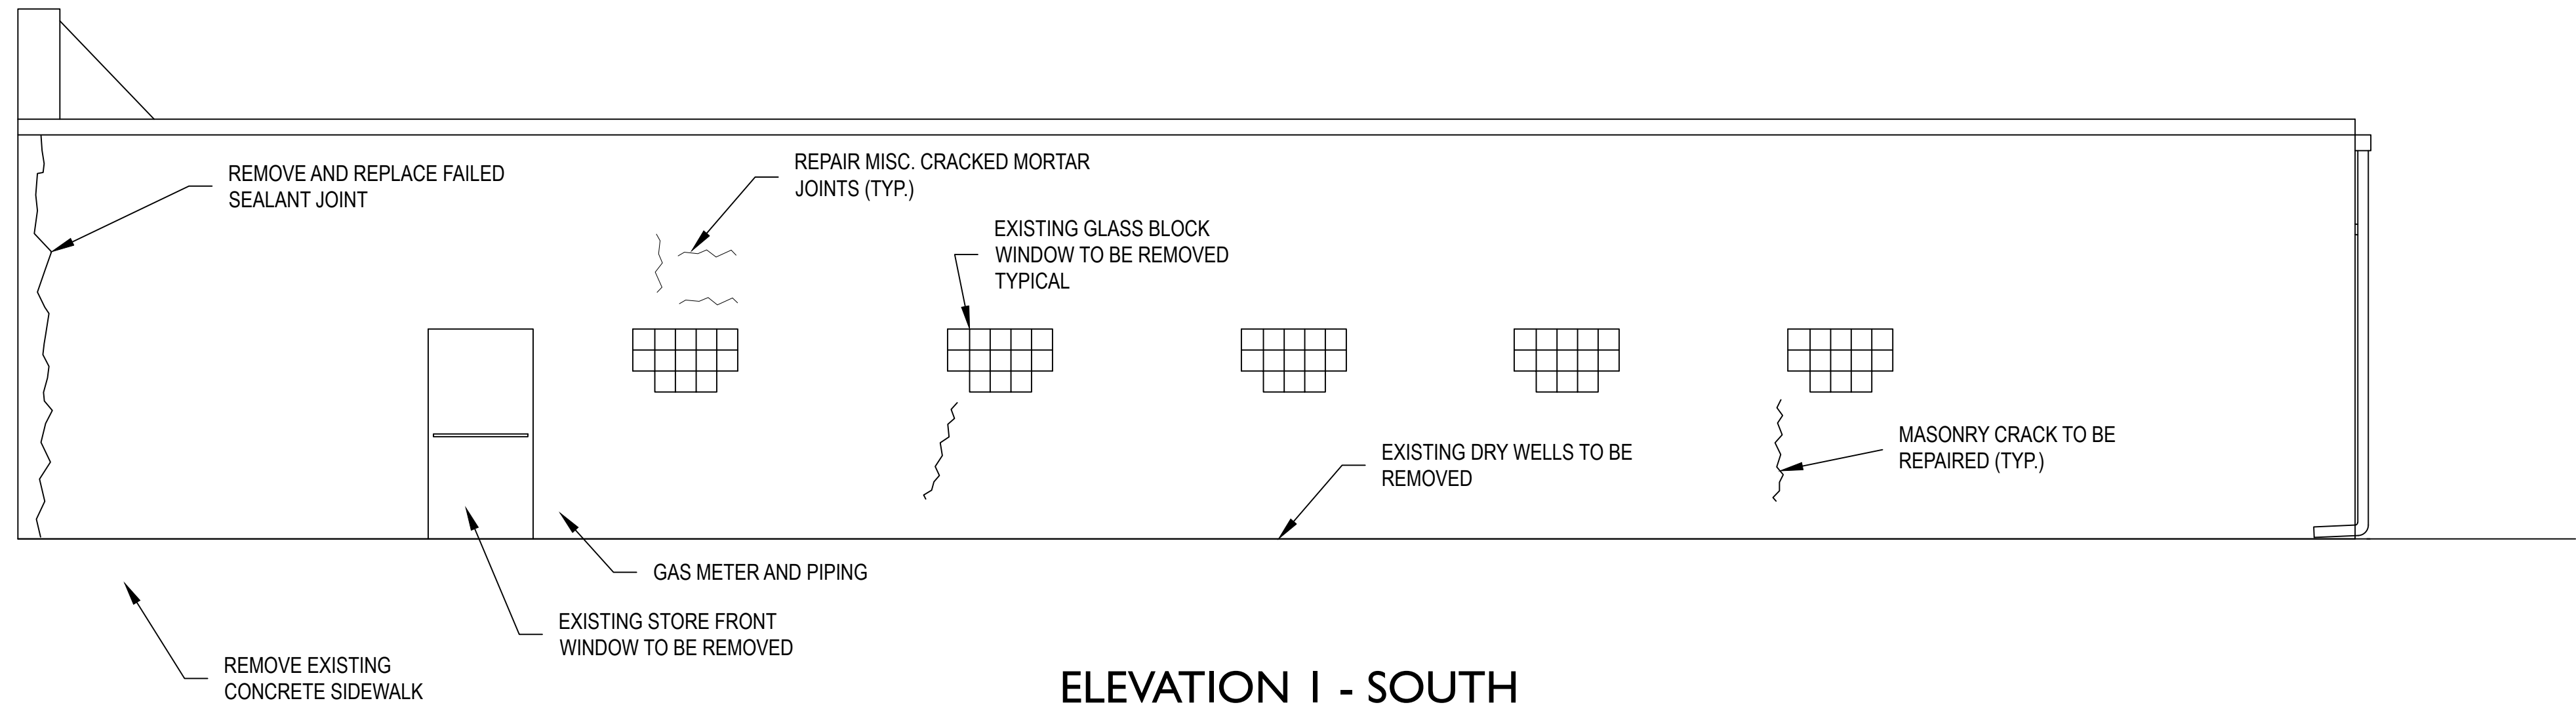 REMOVE AND REPLACE FAILED
SEALANT JOINT
REPAIR MISC. CRACKED MORTAR
JOINTS (TYP.)
EXISTING GLASS BLOCK
WINDOW TO BE REMOVED
TYPICAL
EXISTING DRY WELLS TO BE
REMOVED
MASONRY CRACK TO BE
REPAIRED (TYP.)
GAS METER AND PIPING
EXISTING STORE FRONT
WINDOW TO BE REMOVED
REMOVE EXISTING
CONCRETE SIDEWALK
ELEVATION 1 - SOUTH